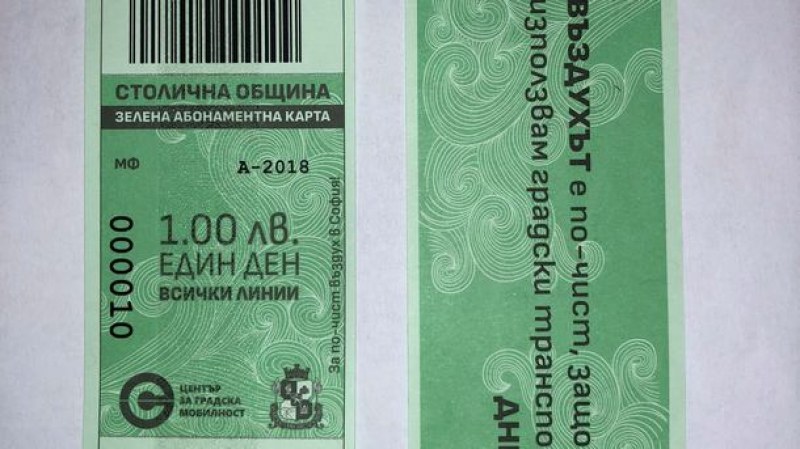 СТОЛИЧНА ОБЩИНА
ЗЕЛЕНА АБОНАМЕНТНА КАРТА
МФ
А-2018
000010
1.00 лв.
ЕДИН ДЕН
ВСИЧКИ ЛИНИИ
За по-чист въздух в София!
ЦЕНТЪР
ЗА ГРАДСКА
МОБИЛНОСТ
ВЪЗДУХЪТ е по-чист, защо
използвам градски транспо
ДН